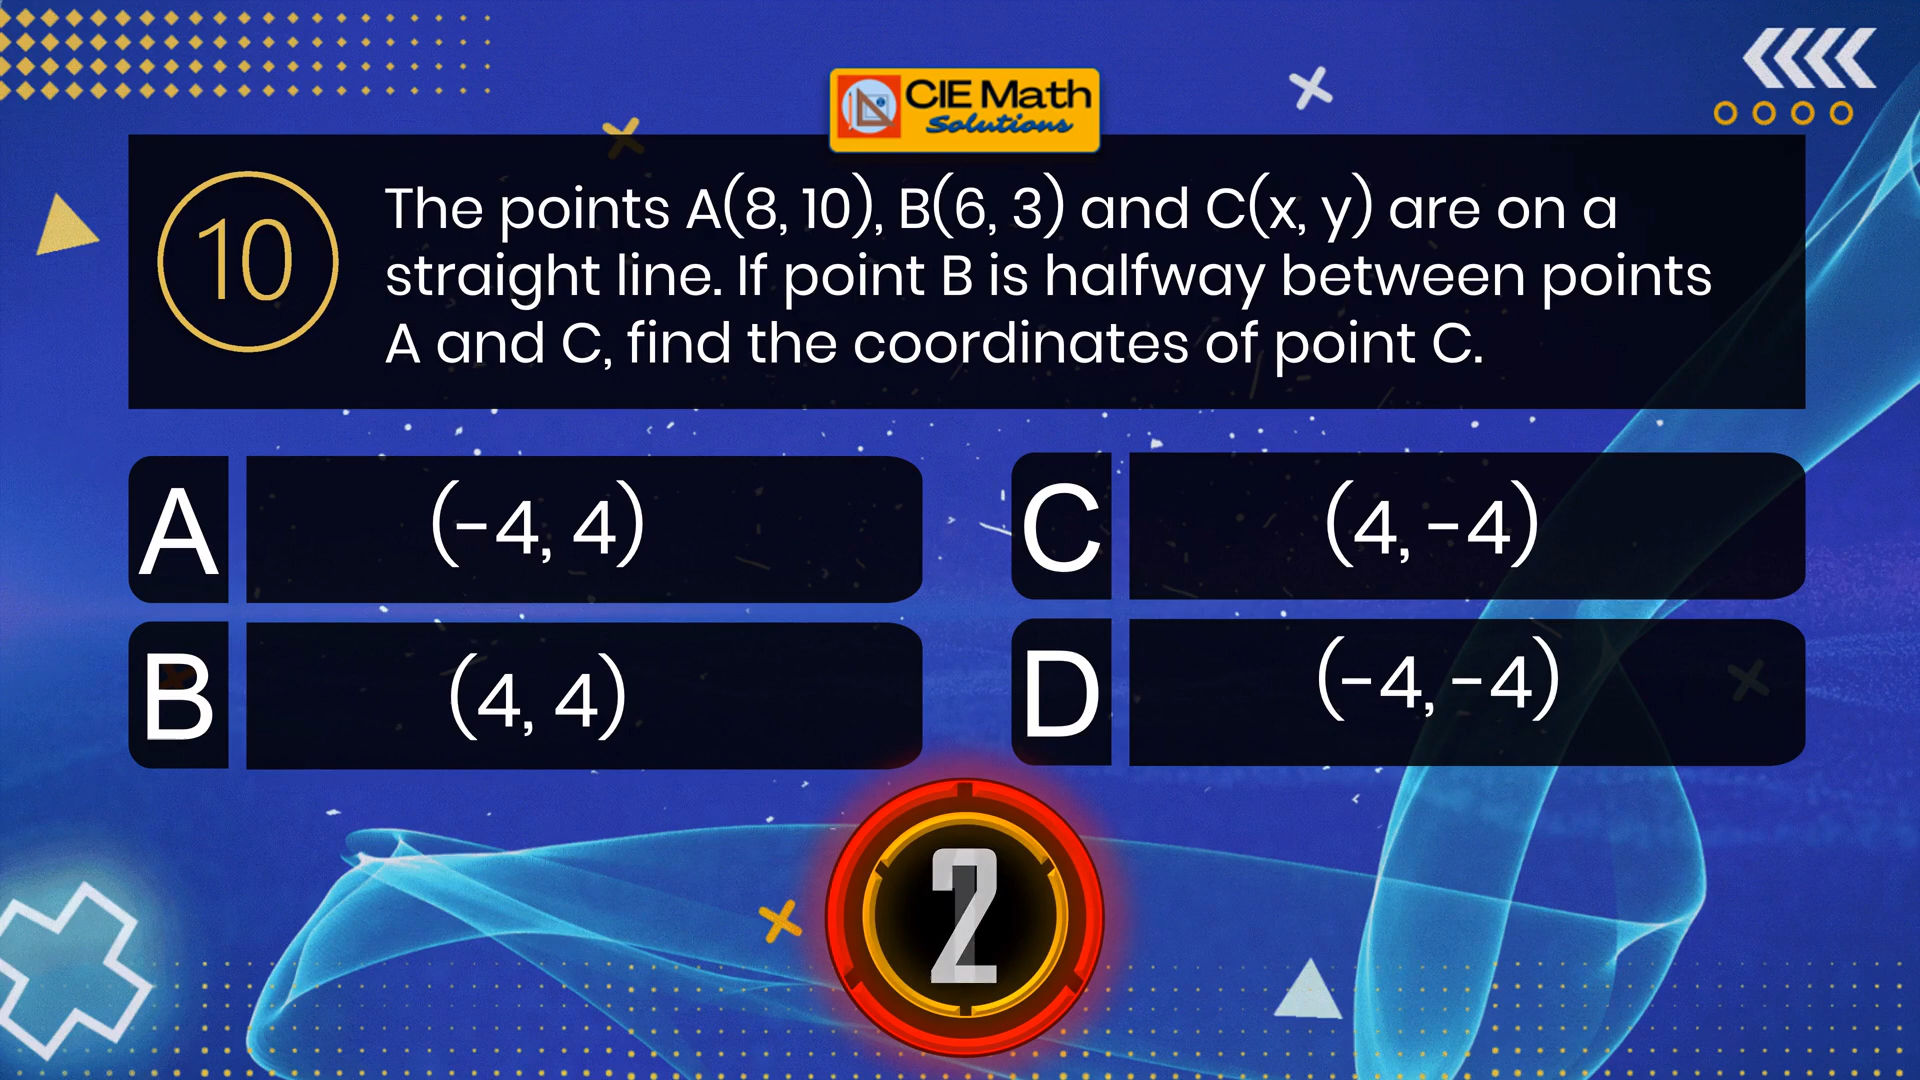 CIE Math
Solutions
10
The points A(8, 10), B(6, 3) and C(x, y) are on a
straight line. If point B is halfway between points
A and C, find the coordinates of point C.
A
(-4, 4)
C
(4, -4)
B
(4, 4)
D
(-4, -4)
2